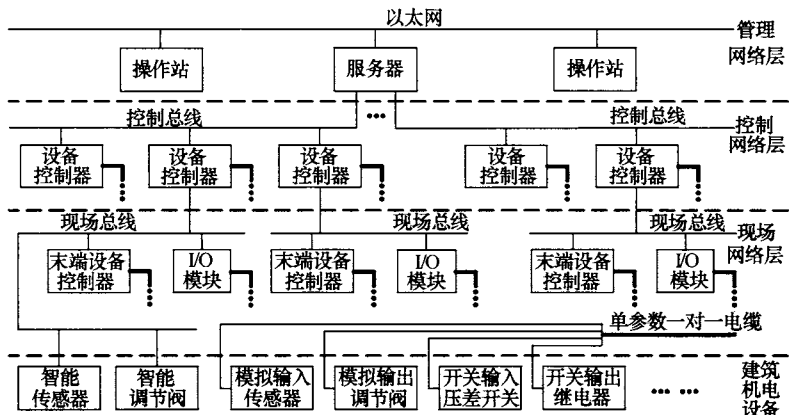 以太网
管理
网络层
操作站
服务器
操作站
控制总线
控制总线
控制
网络层
设备
控制器
设备
控制器
设备
控制器
设备
控制器
设备
控制器
现场总线
现场总线
现场总线
现场
网络层
末端设备
控制器
I/O
模块
末端设备
控制器
I/O
模块
末端设备
控制器
I/O
模块
单参数一对一电缆
智能
传感器
智能
调节阀
模拟输入
传感器
模拟输出
调节阀
开关输入
压差开关
开关输出
继电器
建筑
机电
设备